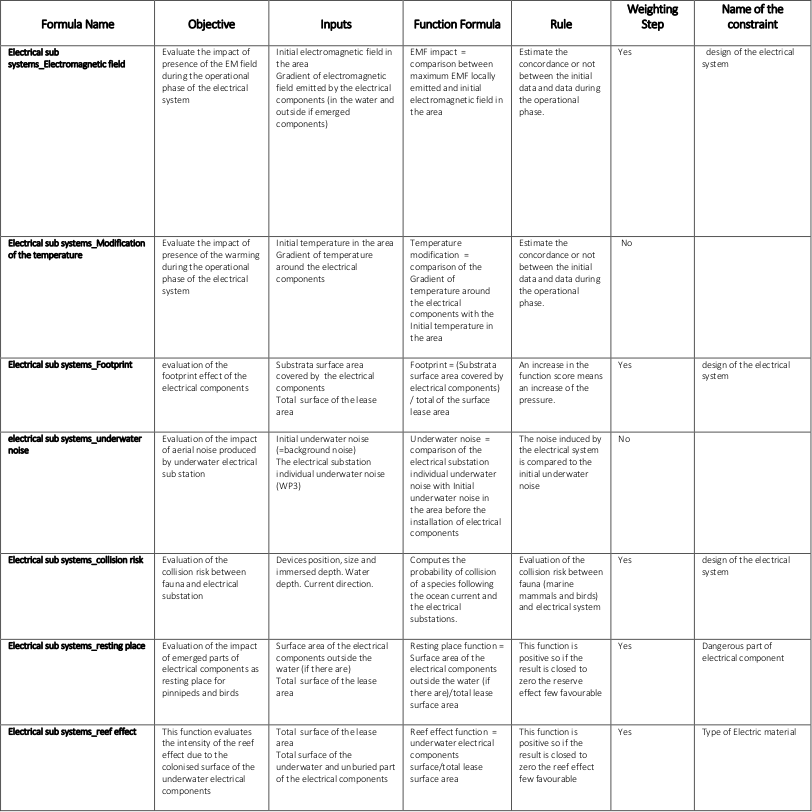 Formula Name
Objective
Inputs
Function Formula
Rule
Weighting
Step
Name of the
constraint
Electrical sub
systems_Electromagnetic field
Evaluate the impact of
presence of the EM field
during the operational
phase of the electrical
system
Initial electromagnetic field in
the area
Gradient of electromagnetic
field emitted by the electrical
components (in the water and
outside if emerged
components)
EMF impact =
comparison between
maximum EMF locally
emitted and initial
electromagnetic field in
the area
Estimate the
concordance or not
between the initial
data and data during
the operational
phase.
Yes
design of the electrical
system
Electrical sub systems_Modification
of the temperature
Evaluate the impact of
presence of the warming
during the operational
phase of the electrical
system
Initial temperature in the area
Gradient of temperature
around the electrical
components
Temperature
modification =
comparison of the
Gradient of
temperature around
the electrical
components with the
Initial temperature in
the area
Estimate the
concordance or not
between the initial
data and data during
the operational
phase.
No
Electrical sub systems_Footprint
evaluation of the
footprint effect of the
electrical components
Substrata surface area
covered by the electrical
components
Total surface of the lease
area
Footprint = (Substrata
surface area covered by
electrical components)
/ total of the surface
lease area
An increase in the
function score means
an increase of the
pressure.
Yes
design of the electrical
system
electrical sub systems_underwater
noise
Evaluation of the impact
of aerial noise produced
by underwater electrical
sub station
Initial underwater noise
(=background noise)
The electrical substation
individual underwater noise
(WP3)
Underwater noise =
comparison of the
electrical substation
individual underwater
noise with Initial
underwater noise in
the area before the
installation of electrical
components
The noise induced by
the electrical system
is compared to the
initial underwater
noise
No
Electrical sub systems_collision risk
Evaluation of the
collision risk between
fauna and electrical
substation
Devices position, size and
immersed depth. Water
depth. Current direction.
Computes the
probability of collision
of a species following
the ocean current and
the electrical
substations.
Evaluation of the
collision risk between
fauna (marine
mammals and birds)
and electrical system
Yes
design of the electrical
system
Electrical sub systems_resting place
Evaluation of the impact
of emerged parts of
electrical components as
resting place for
pinnipeds and birds
Surface area of the electrical
components outside the
water (if there are)
Total surface of the lease
area
Resting place function =
Surface area of the
electrical components
outside the water (if
there are)/total lease
surface area
This function is
positive so if the
result is closed to
zero the reserve
effect few favourable
Yes
Dangerous part of
electrical component
Electrical sub systems_reef effect
This function evaluates
the intensity of the reef
effect due to the
colonised surface of the
underwater electrical
components
Total surface of the lease
area
Total surface of the
underwater and unburied part
of the electrical components
Reef effect function =
underwater electrical
components
surface/total lease
surface area
This function is
positive so if the
result is closed to
zero the reef effect
few favourable
Yes
Type of Electric material